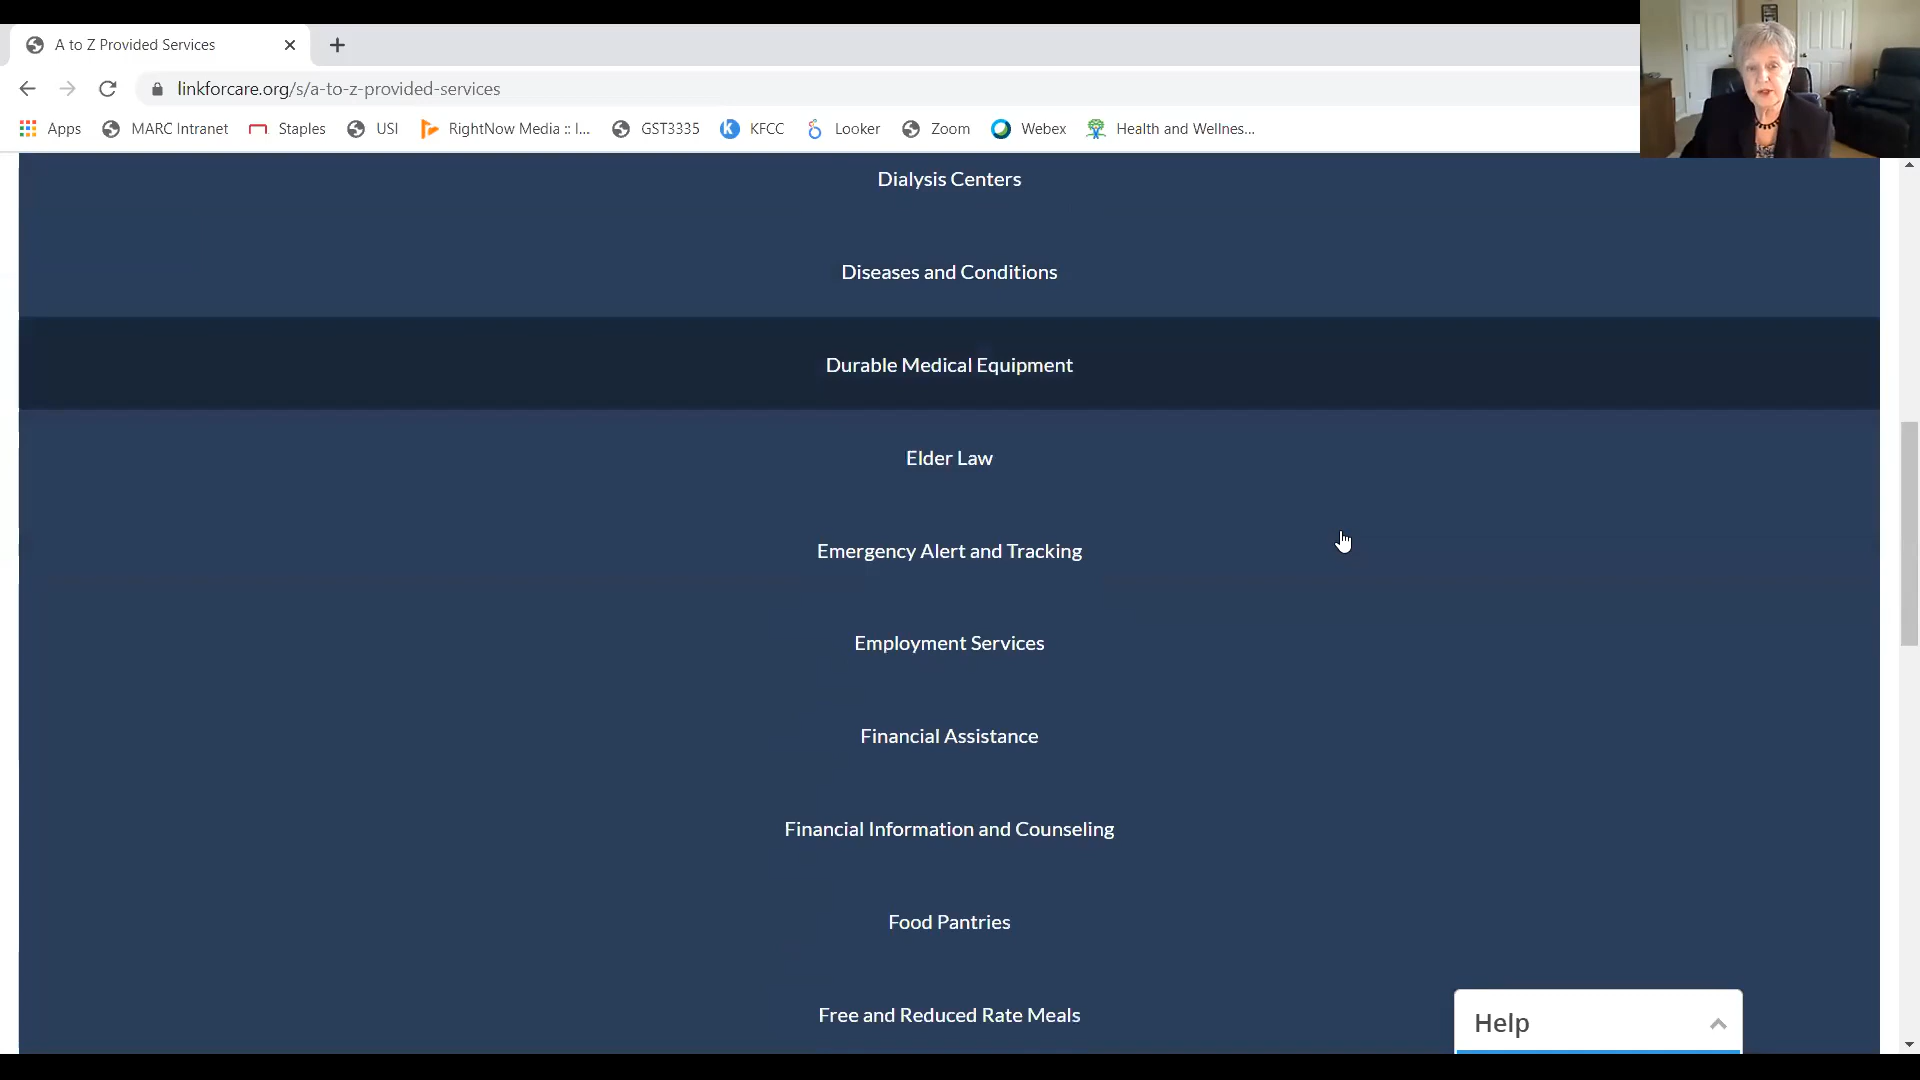 A to Z Provided Services
linkforcare.org/s/a-to-z-provided-services
Apps MARC Intranet Staples USI RightNow Media :: I... GST3335 KFCC Looker Zoom Webex Health and Wellnes...
Dialysis Centers
Diseases and Conditions
Durable Medical Equipment
Elder Law
Emergency Alert and Tracking
Employment Services
Financial Assistance
Financial Information and Counseling
Food Pantries
Free and Reduced Rate Meals
Help